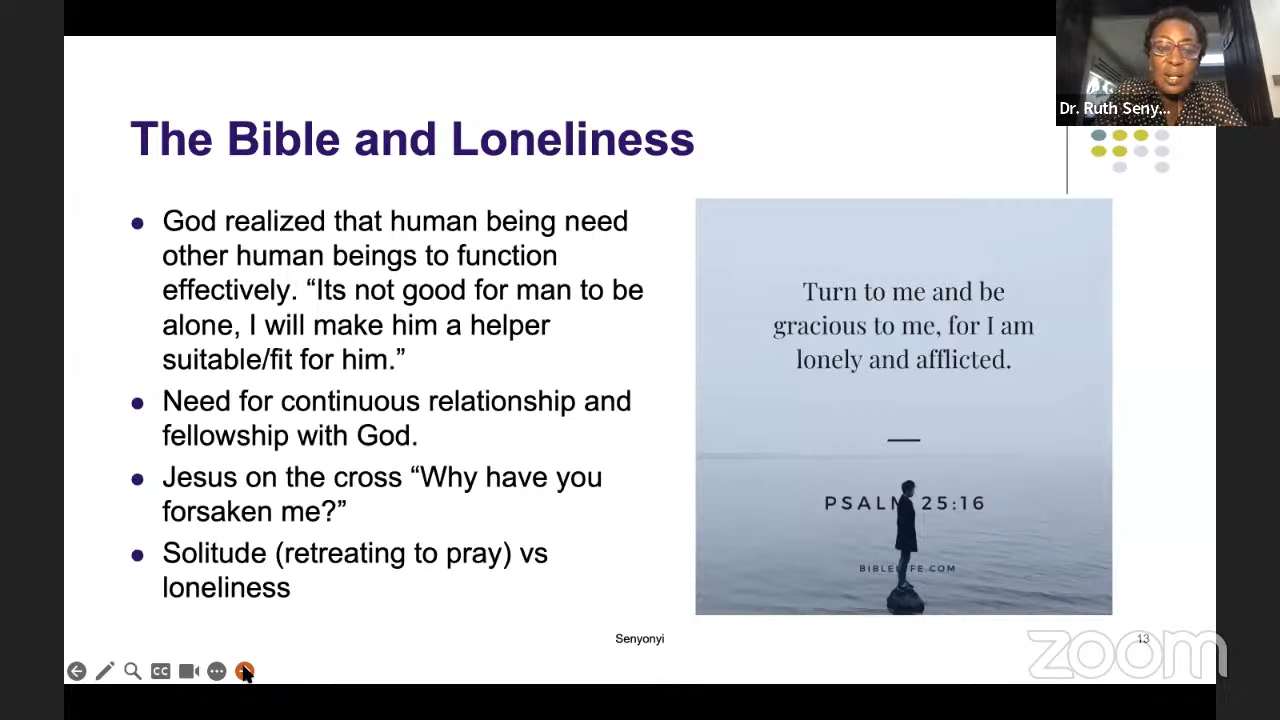 Dr. Ruth Seny...
The Bible and Loneliness
God realized that human being need
other human beings to function
effectively. “Its not good for man to be
alone, I will make him a helper
suitable/fit for him.”
Need for continuous relationship and
fellowship with God.
Jesus on the cross “Why have you
forsaken me?”
Solitude (retreating to pray) vs
loneliness
Turn to me and be
gracious to me, for I am
lonely and afflicted.
PSALM 25:16
BIBLELYFE.COM
Senyonyi
13
zoom
CC